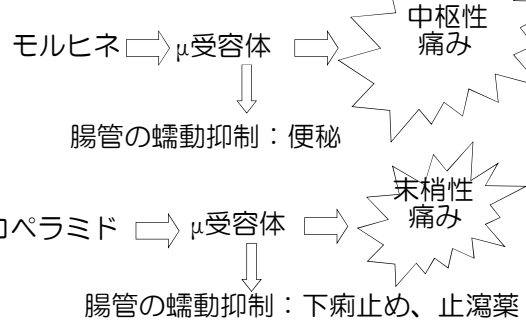 中枢性
痛み
モルヒネ μ受容体
腸管の蠕動抑制：便秘
末梢性
痛み
ペラミド μ受容体
腸管の蠕動抑制：下痢止め、止瀉薬